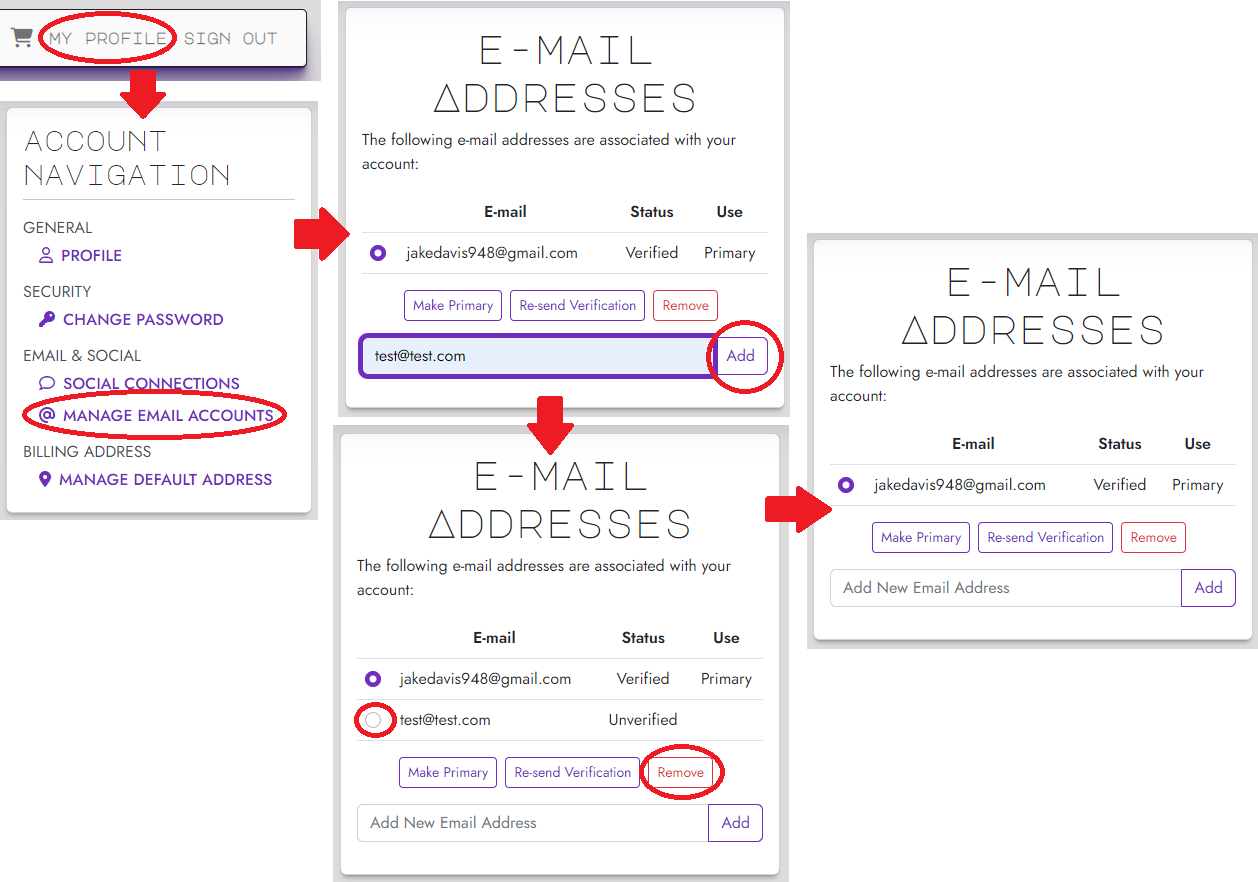 MY PROFILE SIGN OUT
ACCOUNT
NAVIGATION
GENERAL
PROFILE
SECURITY
CHANGE PASSWORD
EMAIL & SOCIAL
SOCIAL CONNECTIONS
@ MANAGE EMAIL ACCOUNTS
BILLING ADDRESS
MANAGE DEFAULT ADDRESS
E-MAIL
ADDRESSES
The following e-mail addresses are associated with your
account:
E-mail Status Use
jakedavis948@gmail.com Verified Primary
Make Primary Re-send Verification Remove
test@test.com Add
E-MAIL
ADDRESSES
The following e-mail addresses are associated with your
account:
E-mail Status Use
jakedavis948@gmail.com Verified Primary
test@test.com Unverified
Make Primary Re-send Verification Remove
Add New Email Address Add
E-MAIL
ADDRESSES
The following e-mail addresses are associated with your
account:
E-mail Status Use
jakedavis948@gmail.com Verified Primary
Make Primary Re-send Verification Remove
Add New Email Address Add